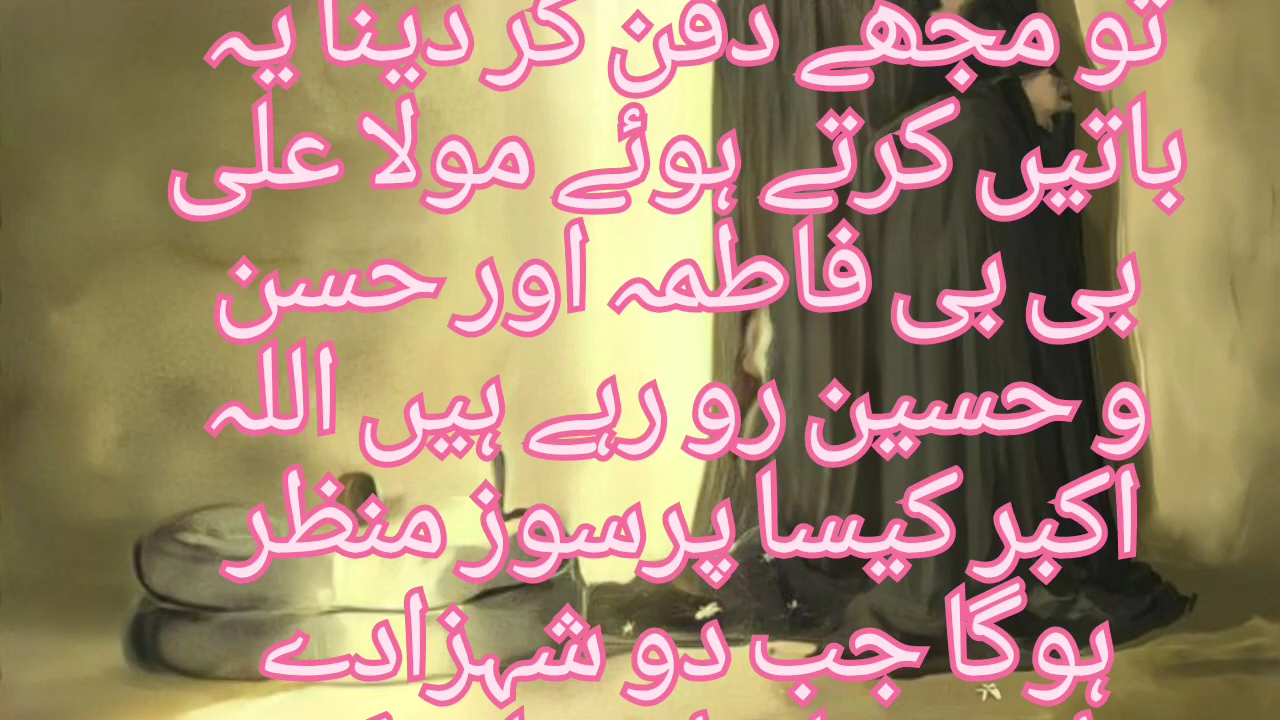 تو مجھے دفن کر دینا یہ
باتیں کرتے ہوئے مولا علی
بی بی فاطمہ اور حسن
و حسین رو رہے ہیں اللہ
اکبر کیسا پرسوز منظر
ہوگا جب دو شہزادے